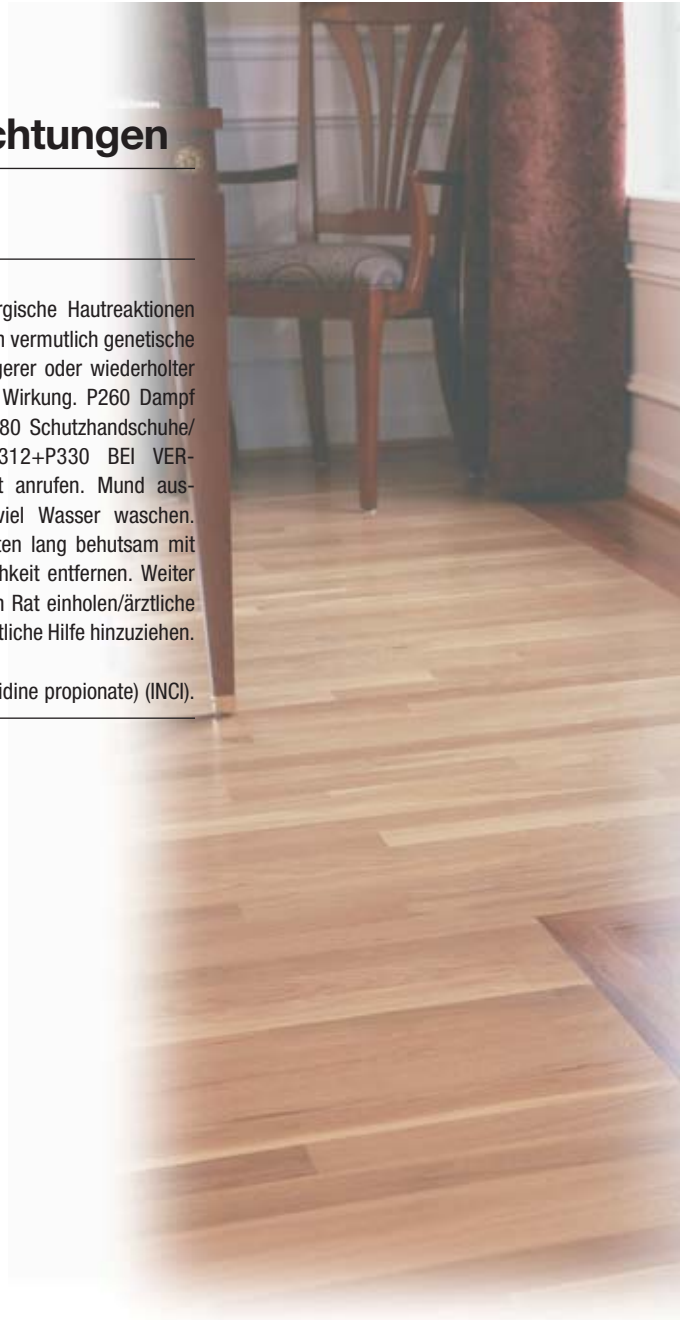 chtungen
rgische Hautreaktionen
n vermutlich genetische
gerer oder wiederholter
Wirkung. P260 Dampf
80 Schutzhandschuhe/
312+P330 BEI VER-
t anrufen. Mund aus-
viel Wasser waschen.
ten lang behutsam mit
hkeit entfernen. Weiter
n Rat einholen/ärztliche
tliche Hilfe hinzuziehen.
idine propionate) (INCI).